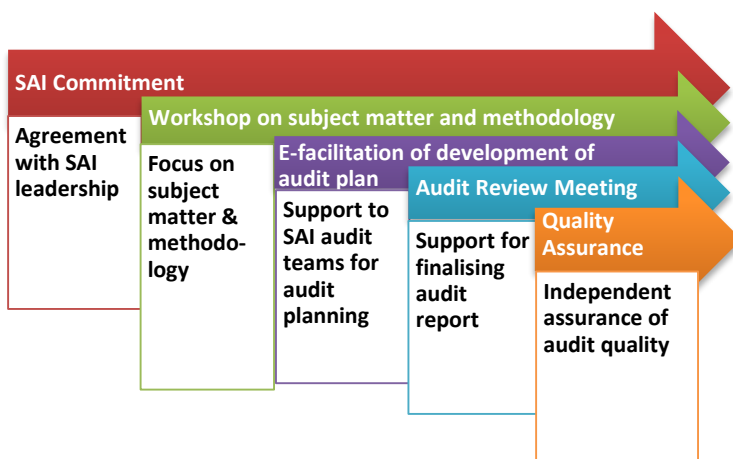 SAI Commitment
Agreement
with SAI
leadership
Workshop on subject matter and methodology
Focus on
subject
matter &
methodo-
logy
E-facilitation of development of
audit plan
Support to
SAI audit
teams for
audit
planning
Audit Review Meeting
Support for
finalising
audit
report
Quality
Assurance
Independent
assurance of
audit quality